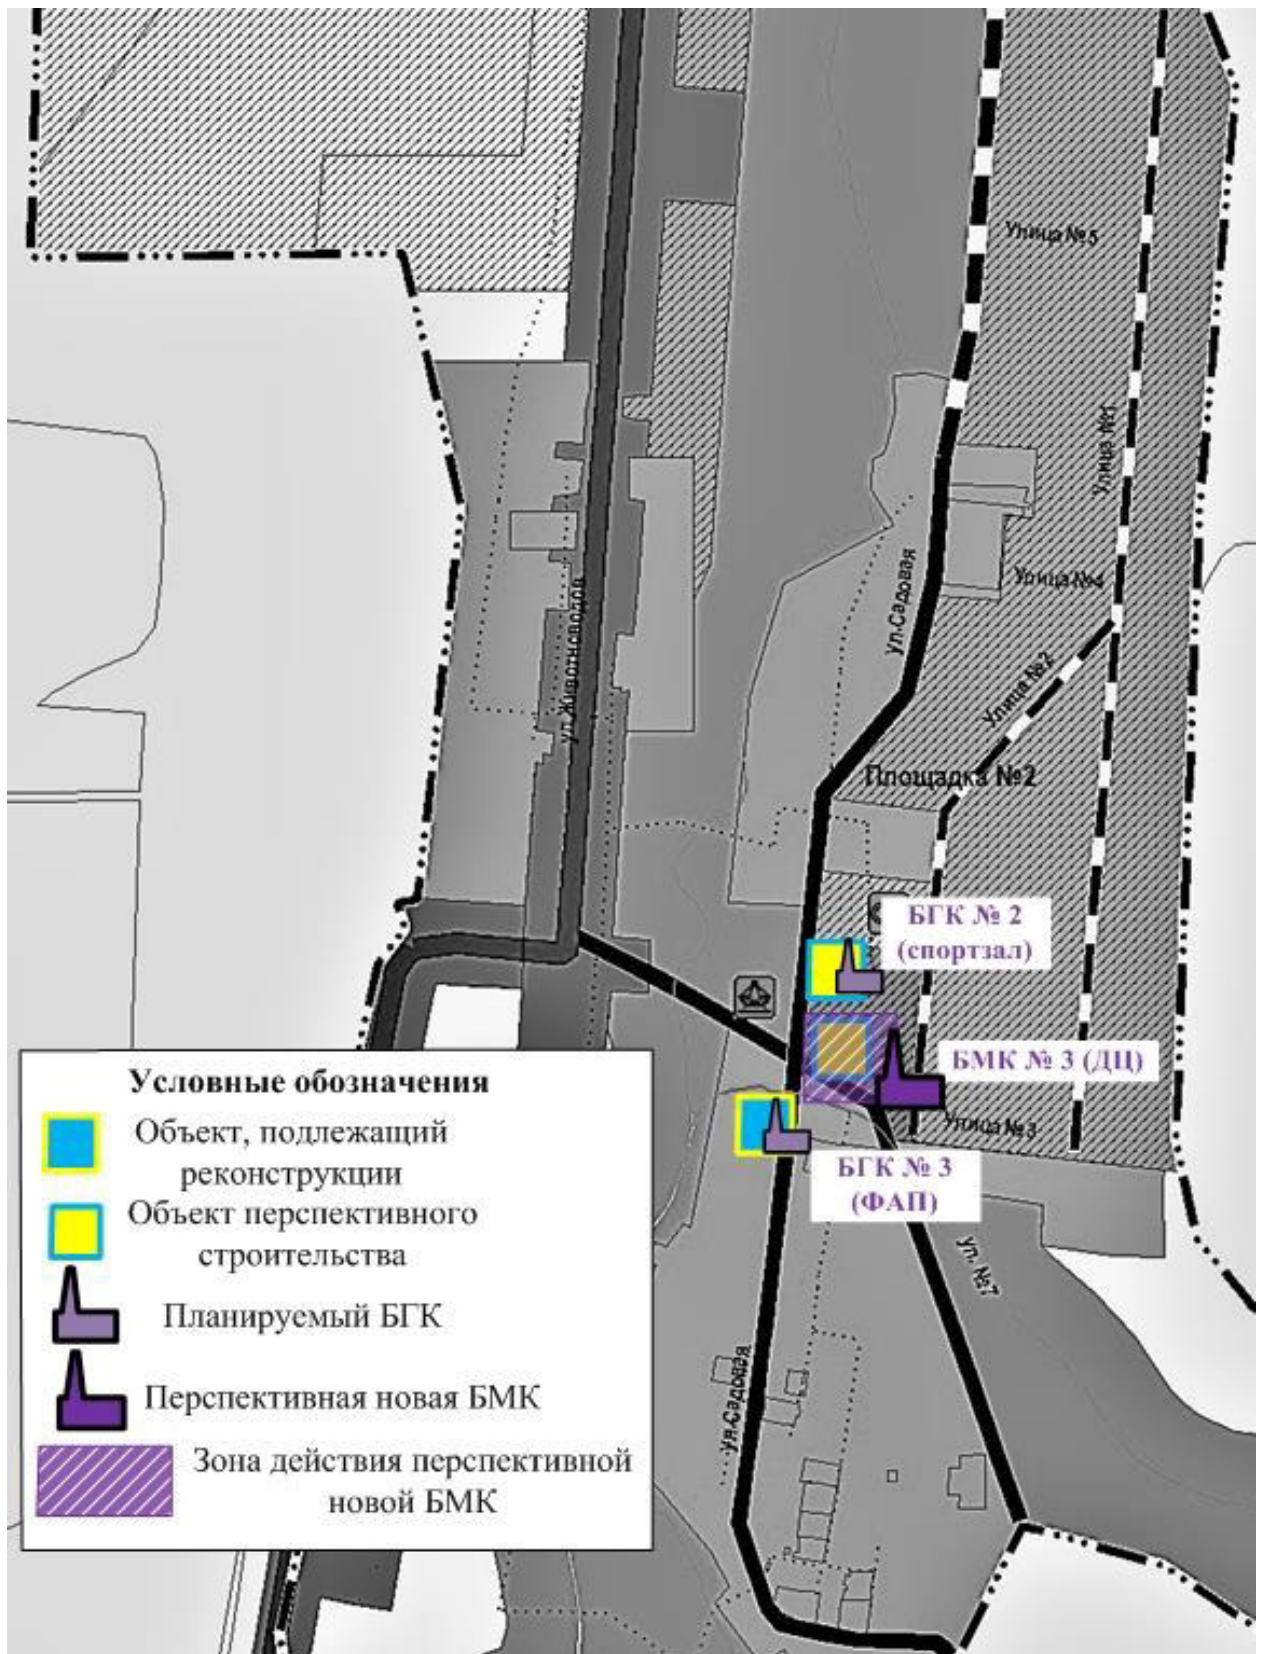 Улица №5
Улица №1
ул.Садовая
Улица №4
ул.Животноводов
Улица №2
Площадка №2
БГК № 2
(спортзал)
БМК № 3 (ДЦ)
Улица №3
БГК № 3
(ФАП)
ул. №7
ул.Садовая
Условные обозначения
Объект, подлежащий
реконструкции
Объект перспективного
строительства
Планируемый БГК
Перспективная новая БМК
Зона действия перспективной
новой БМК